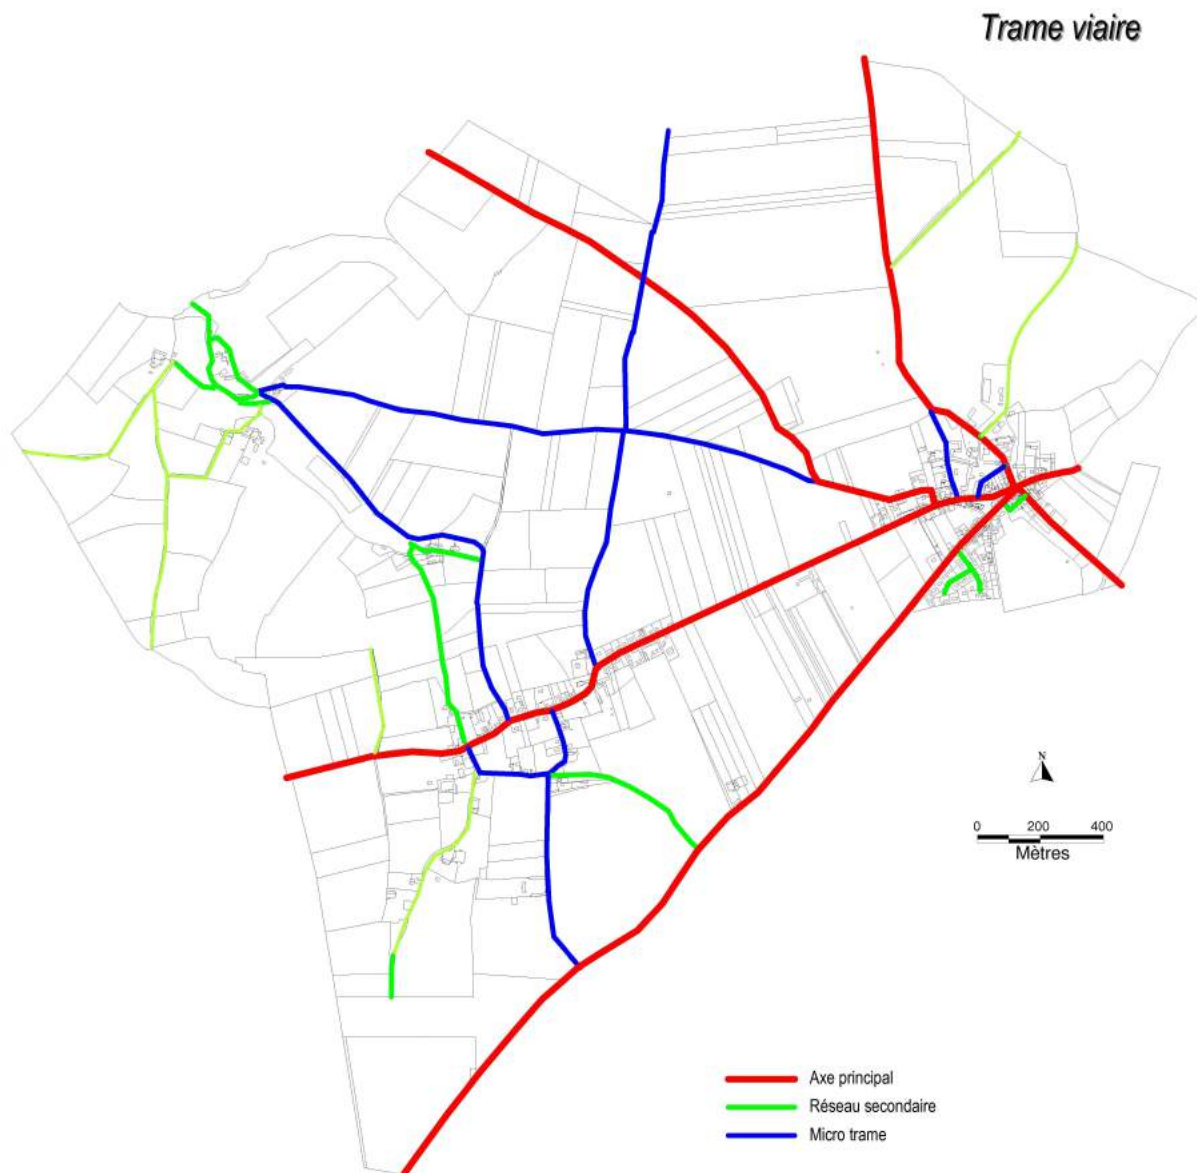 Trame viaire
N
0 200 400
Mètres
Axe principal
Réseau secondaire
Micro trame